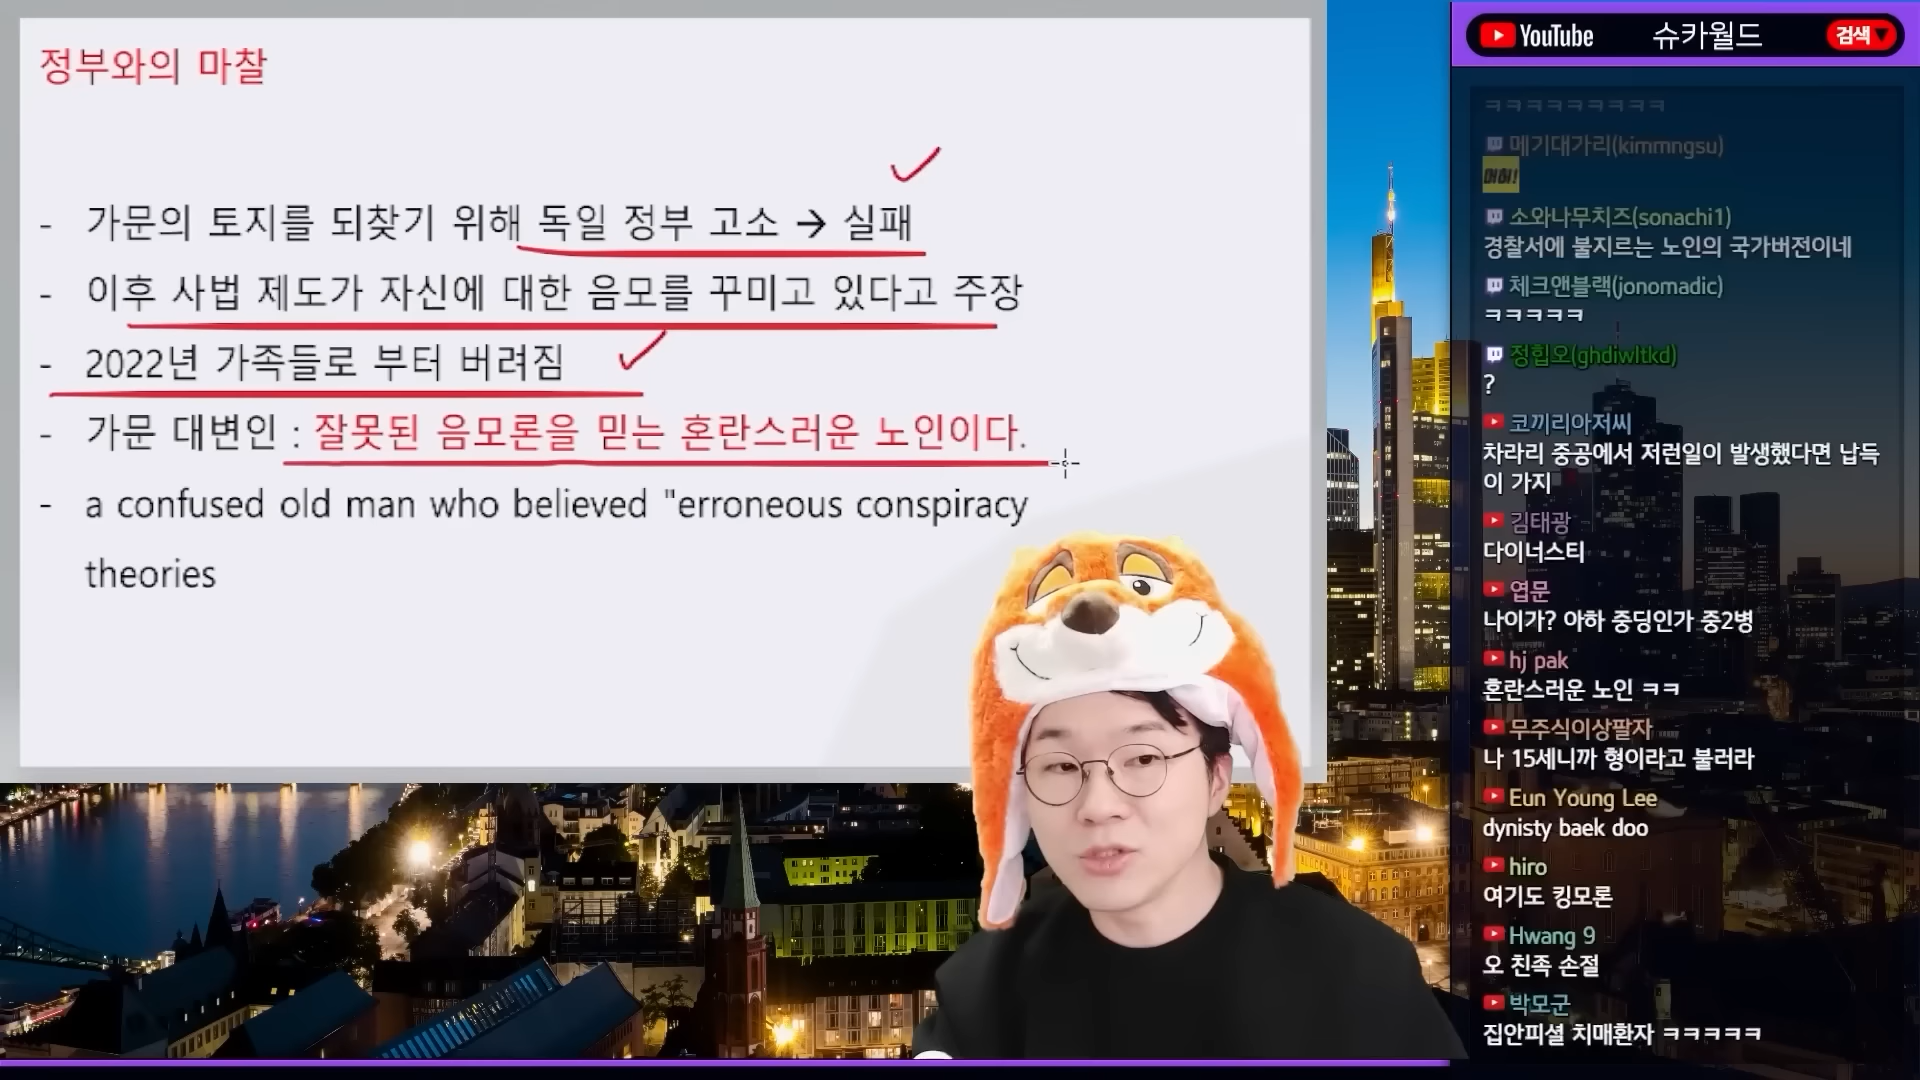 정부와의 마찰
- 가문의 토지를 되찾기 위해 독일 정부 고소 → 실패
- 이후 사법 제도가 자신에 대한 음모를 꾸미고 있다고 주장
- 2022년 가족들로 부터 버려짐
- 가문 대변인 : 잘못된 음모론을 믿는 혼란스러운 노인이다.
- a confused old man who believed "erroneous conspiracy
theories
YouTube 슈카월드 검색
ㅋㅋㅋㅋㅋㅋㅋㅋㅋ
메기대가리(kimmngsu)
머쓱!
소와나무치즈(sonachi1)
경찰서에 불지르는 노인의 국가버전이네
체크앤블랙(jonomadic)
ㅋㅋㅋㅋㅋ
정힙오(ghdiwltkd)
?
코끼리아저씨
차라리 중공에서 저런일이 발생했다면 납득
이 가지
김태광
다이너스티
엽문
나이가? 아하 중딩인가 중2병
hj pak
혼란스러운 노인 ㅋㅋ
무주식이상팔자
나 15세니까 형이라고 불러라
Eun Young Lee
dynisty baek doo
hiro
여기도 킹모론
Hwang 9
오 친족 손절
박모군
집안피셜 치매환자 ㅋㅋㅋㅋㅋ